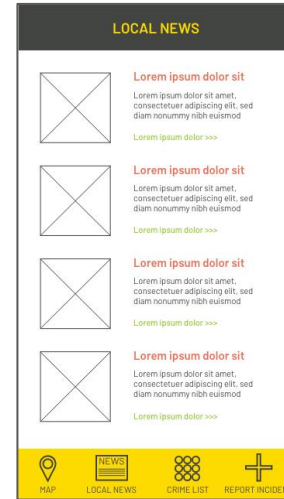 LOCAL NEWS
Lorem ipsum dolor sit
Lorem ipsum dolor sit amet,
consectetuer adipiscing elit, sed
diam nonummy nibh euismod
Lorem ipsum dolor >>>
Lorem ipsum dolor sit
Lorem ipsum dolor sit amet,
consectetuer adipiscing elit, sed
diam nonummy nibh euismod
Lorem ipsum dolor >>>
Lorem ipsum dolor sit
Lorem ipsum dolor sit amet,
consectetuer adipiscing elit, sed
diam nonummy nibh euismod
Lorem ipsum dolor >>>
Lorem ipsum dolor sit
Lorem ipsum dolor sit amet,
consectetuer adipiscing elit, sed
diam nonummy nibh euismod
Lorem ipsum dolor >>>
NEWS
MAP LOCAL NEWS CRIME LIST REPORT INCIDE